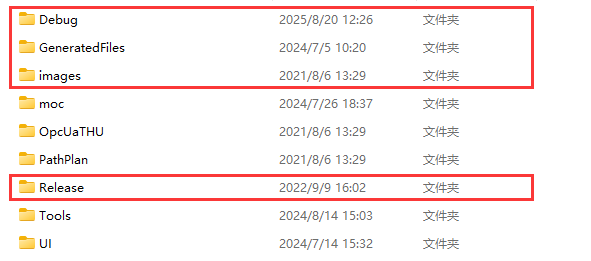 Debug 2025/8/20 12:26 文件夹
GeneratedFiles 2024/7/5 10:20 文件夹
images 2021/8/6 13:29 文件夹
moc 2024/7/26 18:37 文件夹
OpcUaTHU 2021/8/6 13:29 文件夹
PathPlan 2021/8/6 13:29 文件夹
Release 2022/9/9 16:02 文件夹
Tools 2024/8/14 15:03 文件夹
UI 2024/7/14 15:32 文件夹